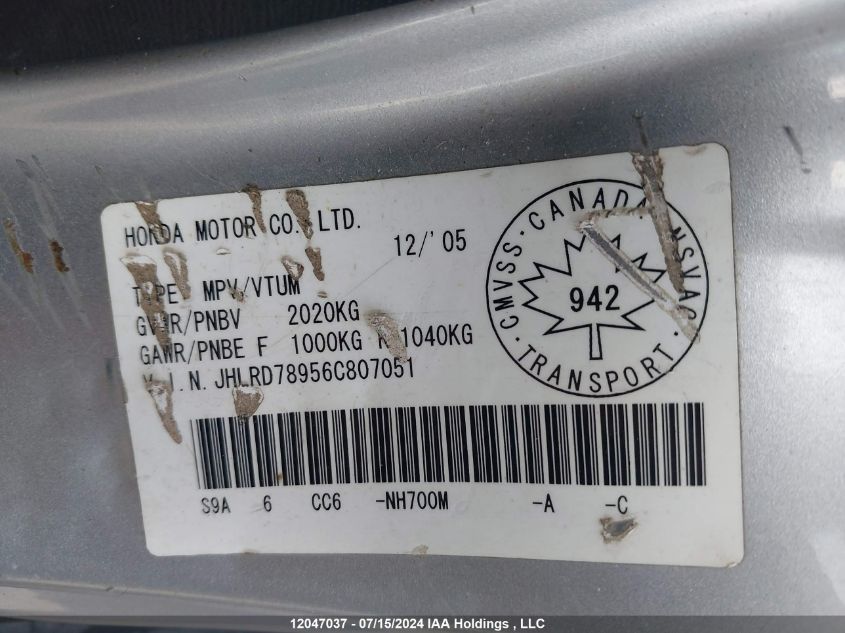 HONDA MOTOR CO., LTD.
12/'05
TYPE: MPV/VTUM
GVWR/PNBV 2020KG
GAWR/PNBE F 1000KG R 1040KG
V.I.N. JHLRD78956C807051
CMVSS · CANADA NSVAC
942
· TRANSPORT ·
S9A 6 CC6 -NH700M -A -C
12047037 - 07/15/2024 IAA Holdings , LLC